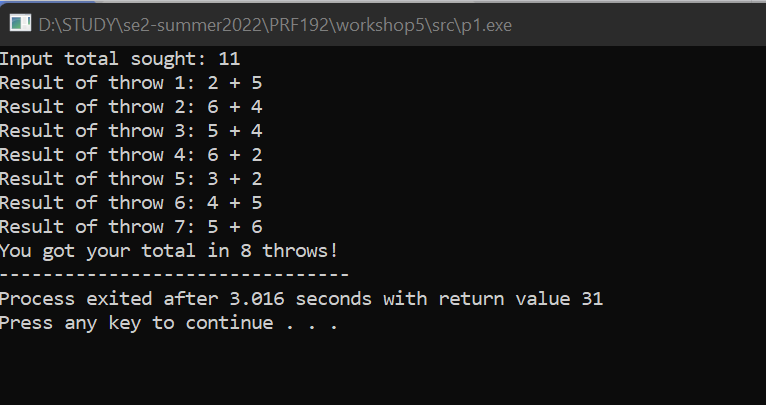 D:\STUDY\se2-summer2022\PRF192\workshop5\src\p1.exe
Input total sought: 11
Result of throw 1: 2 + 5
Result of throw 2: 6 + 4
Result of throw 3: 5 + 4
Result of throw 4: 6 + 2
Result of throw 5: 3 + 2
Result of throw 6: 4 + 5
Result of throw 7: 5 + 6
You got your total in 8 throws!
--------------------------------
Process exited after 3.016 seconds with return value 31
Press any key to continue . . .